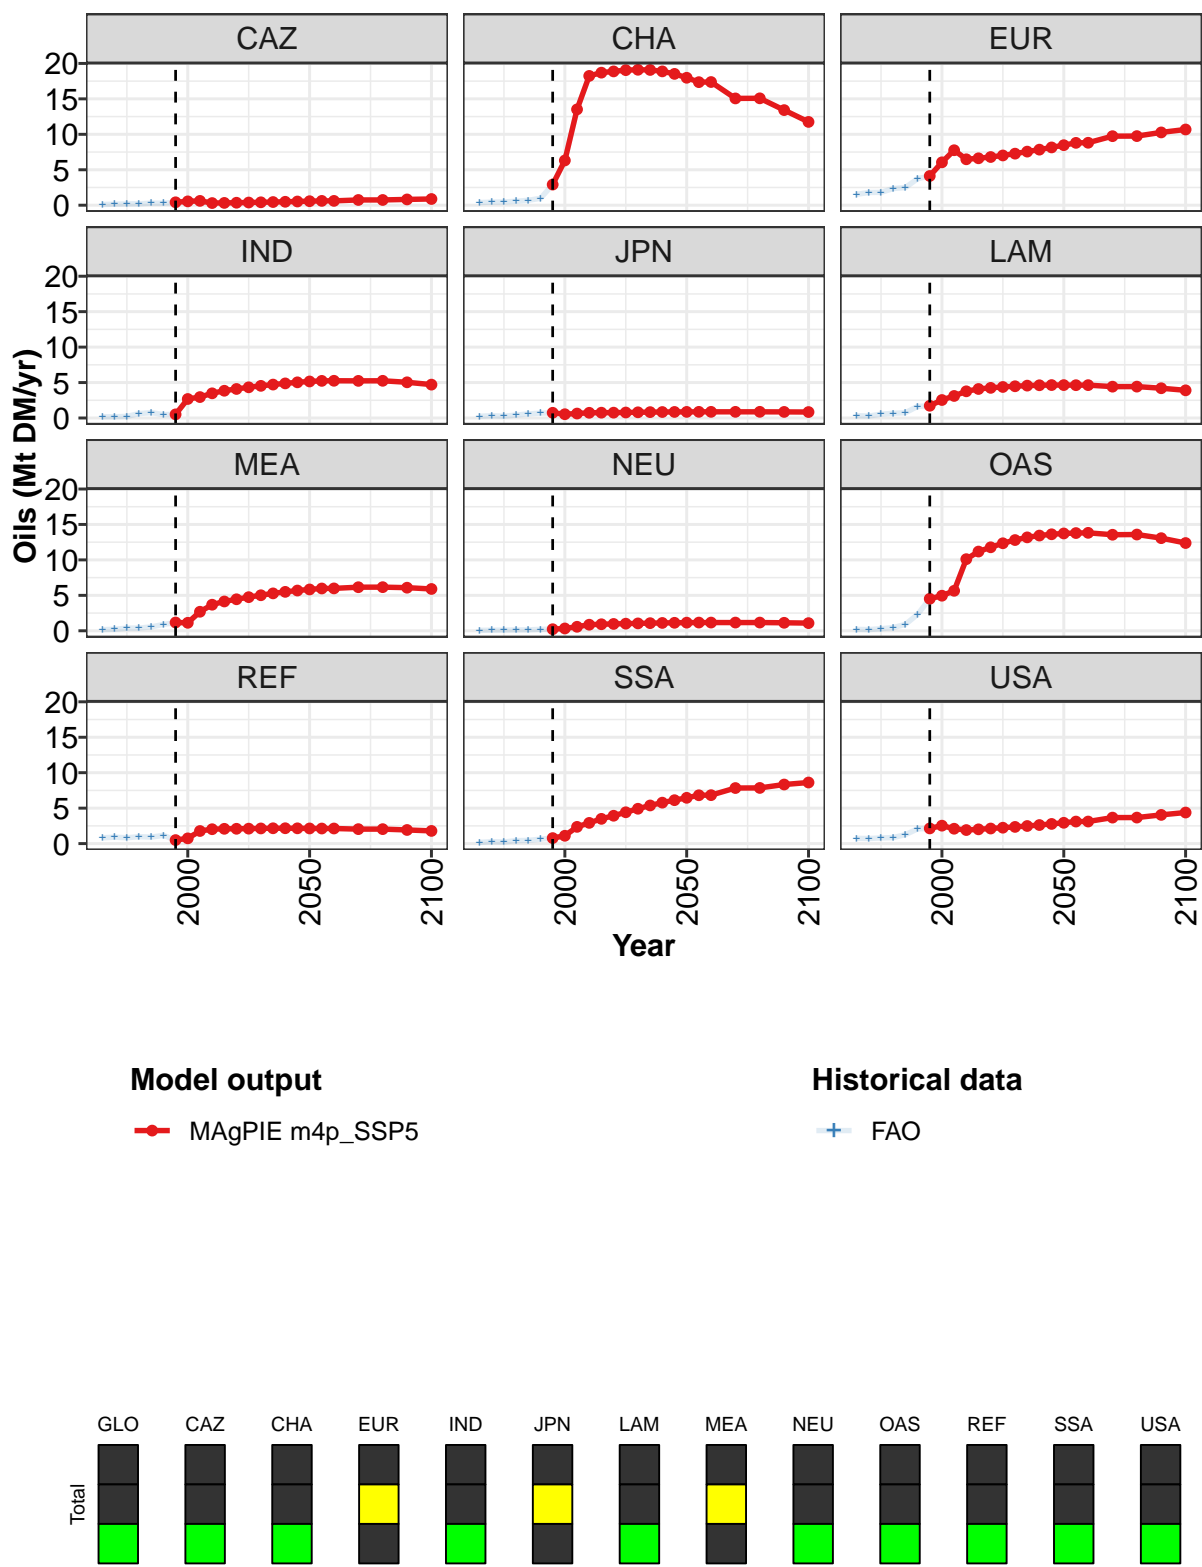 CAZ CHA EUR
20
15
10
5
0
IND JPN LAM
20
15
10
5
0
MEA NEU OAS
20
15
10
5
0
REF SSA USA
20
15
10
5
0
Oils (Mt DM/yr)
2000 2050 2100 2000 2050 2100 2000 2050 2100
Year
Model output Historical data
MAgPIE m4p_SSP5 FAO
GLO CAZ CHA EUR IND JPN LAM MEA NEU OAS REF SSA USA
Total